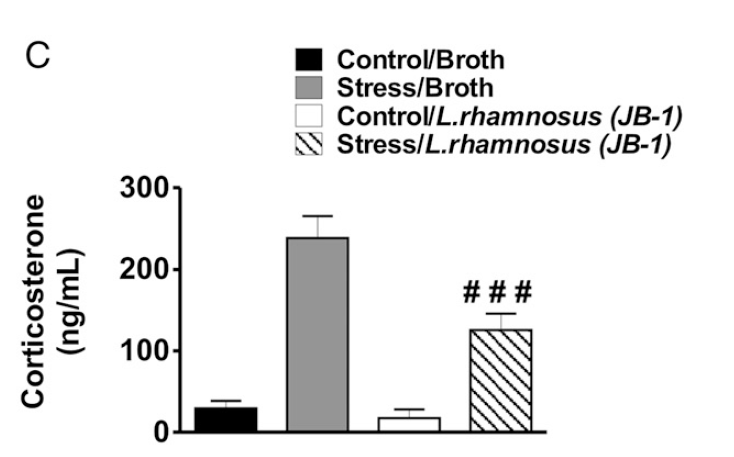 C
Control/Broth
Stress/Broth
Control/L.rhamnosus (JB-1)
Stress/L.rhamnosus (JB-1)
Corticosterone
(ng/mL)
300
200
100
0
###